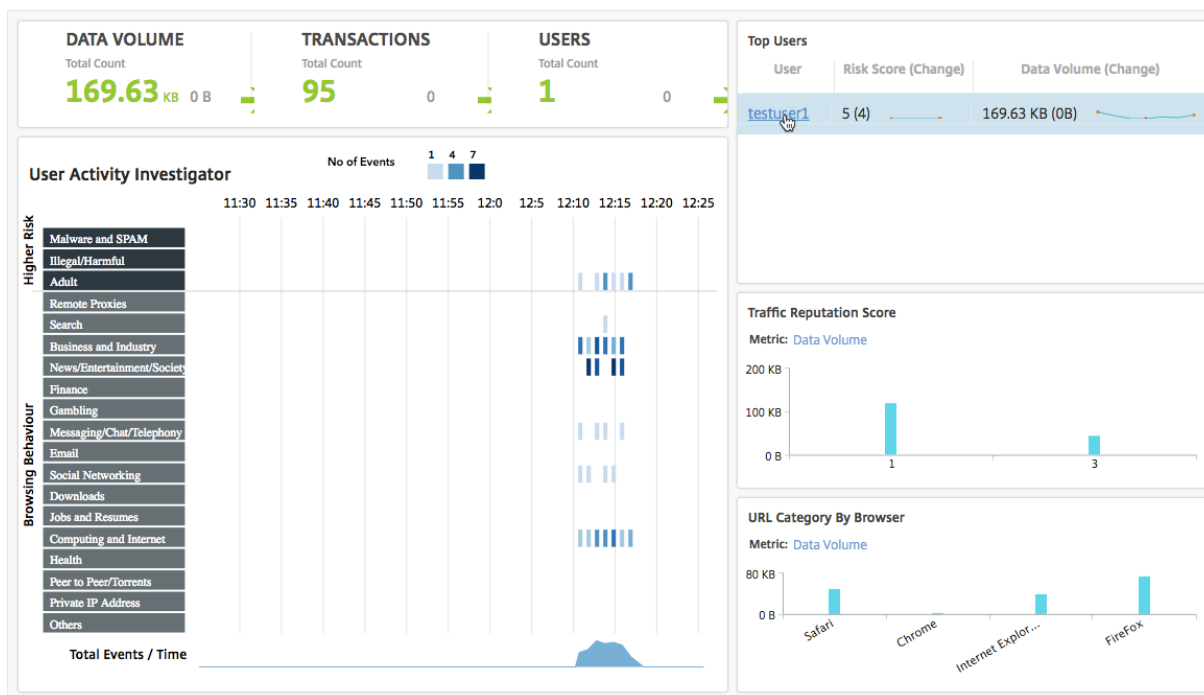 DATA VOLUME
Total Count
169.63 KB 0 B
TRANSACTIONS
Total Count
95 0
USERS
Total Count
1 0
User Activity Investigator
No of Events
1 4 7
11:30 11:35 11:40 11:45 11:50 11:55 12:0 12:5 12:10 12:15 12:20 12:25
Higher Risk
Malware and SPAM
Illegal/Harmful
Adult
Browsing Behaviour
Remote Proxies
Search
Business and Industry
News/Entertainment/Society
Finance
Gambling
Messaging/Chat/Telephony
Email
Social Networking
Downloads
Jobs and Resumes
Computing and Internet
Health
Peer to Peer/Torrents
Private IP Address
Others
Total Events / Time
Top Users
User Risk Score (Change) Data Volume (Change)
testuser1 5 (4) 169.63 KB (0B)
Traffic Reputation Score
Metric: Data Volume
200 KB
100 KB
0 B
1 3
URL Category By Browser
Metric: Data Volume
80 KB
0 B
Safari Chrome Internet Explor... FireFox